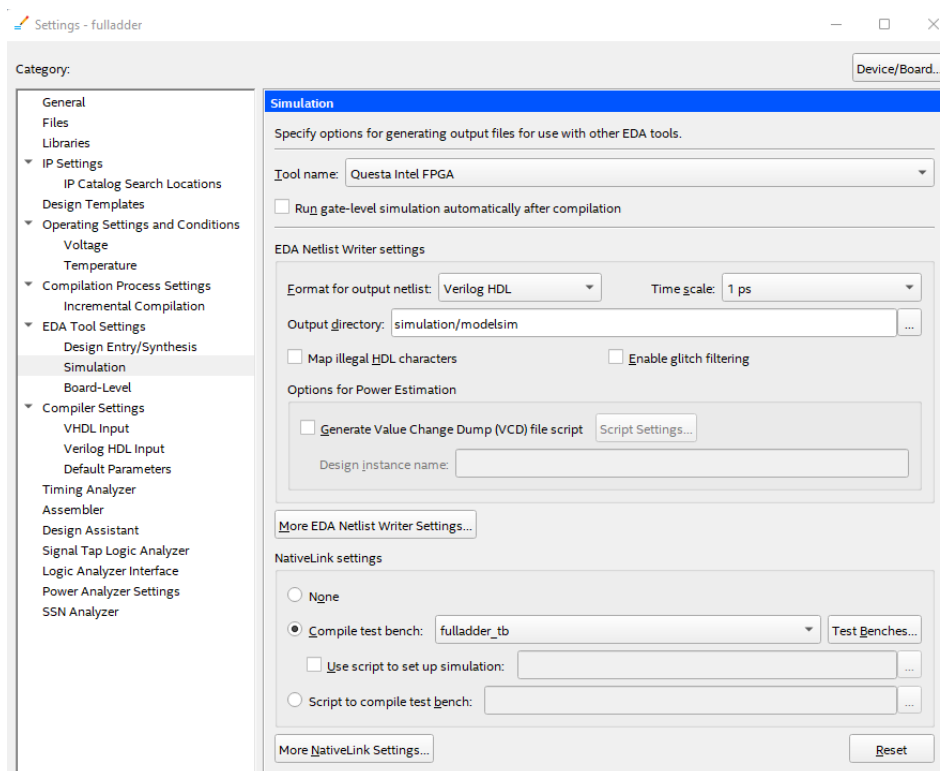 Settings - fulladder
Category:
Device/Board...
General
Files
Libraries
IP Settings
IP Catalog Search Locations
Design Templates
Operating Settings and Conditions
Voltage
Temperature
Compilation Process Settings
Incremental Compilation
EDA Tool Settings
Design Entry/Synthesis
Simulation
Board-Level
Compiler Settings
VHDL Input
Verilog HDL Input
Default Parameters
Timing Analyzer
Assembler
Design Assistant
Signal Tap Logic Analyzer
Logic Analyzer Interface
Power Analyzer Settings
SSN Analyzer
Simulation
Specify options for generating output files for use with other EDA tools.
Tool name: Questa Intel FPGA
Run gate-level simulation automatically after compilation
EDA Netlist Writer settings
Format for output netlist: Verilog HDL Time scale: 1 ps
Output directory: simulation/modelsim ...
Map illegal HDL characters Enable glitch filtering
Options for Power Estimation
Generate Value Change Dump (VCD) file script Script Settings...
Design instance name:
More EDA Netlist Writer Settings...
NativeLink settings
None
Compile test bench: fulladder_tb Test Benches...
Use script to set up simulation: ...
Script to compile test bench: ...
More NativeLink Settings... Reset